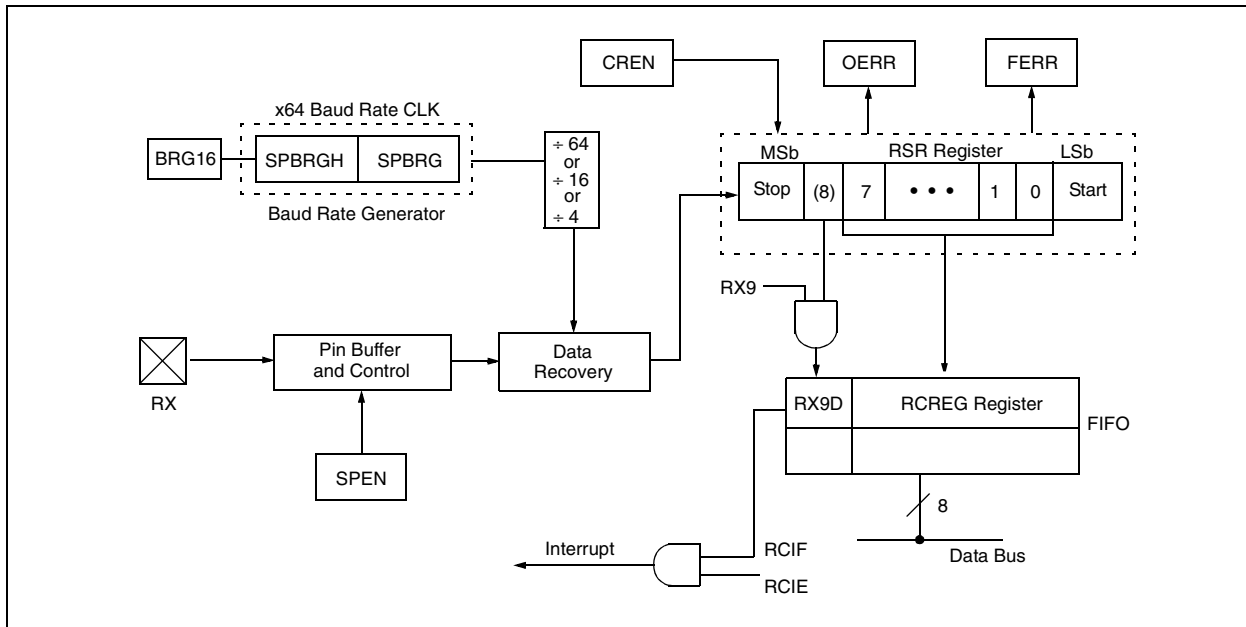 CREN
OERR
FERR
x64 Baud Rate CLK
BRG16
SPBRGH
SPBRG
Baud Rate Generator
÷ 64
or
÷ 16
or
÷ 4
MSb
RSR Register
LSb
Stop
(8)
7
• • •
1
0
Start
RX9
RX
Pin Buffer
and Control
Data
Recovery
SPEN
RX9D
RCREG Register
FIFO
8
Data Bus
Interrupt
RCIF
RCIE